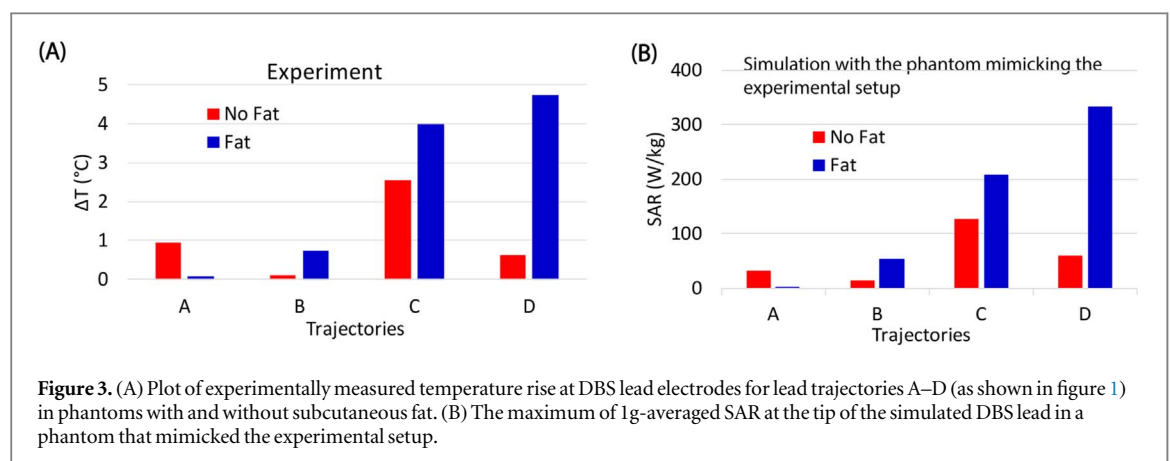 (A)
Experiment
5
4
3
2
1
0
ΔT (°C)
No Fat
Fat
A B C D
Trajectories
(B)
Simulation with the phantom mimicking the
experimental setup
400
300
200
100
0
SAR (W/kg)
No Fat
Fat
A B C D
Trajectories
Figure 3. (A) Plot of experimentally measured temperature rise at DBS lead electrodes for lead trajectories A–D (as shown in figure 1)
in phantoms with and without subcutaneous fat. (B) The maximum of 1g-averaged SAR at the tip of the simulated DBS lead in a
phantom that mimicked the experimental setup.